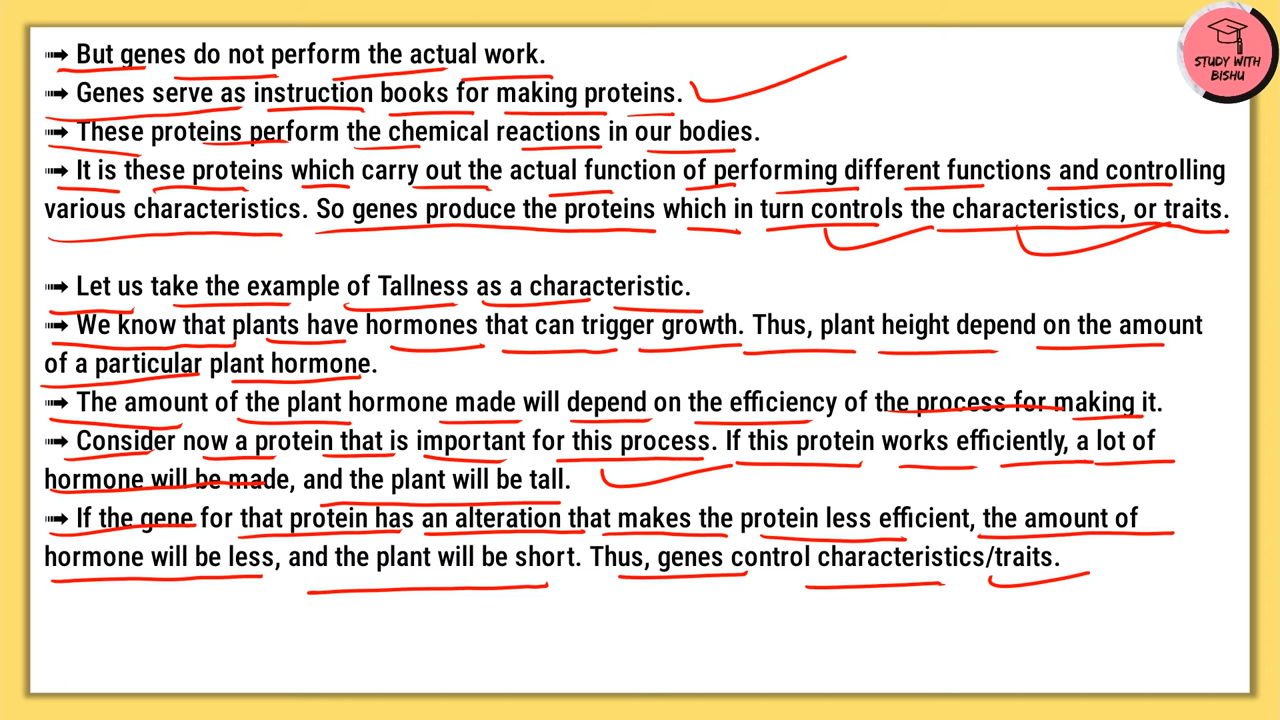 ➟ But genes do not perform the actual work.
➟ Genes serve as instruction books for making proteins.
➟ These proteins perform the chemical reactions in our bodies.
➟ It is these proteins which carry out the actual function of performing different functions and controlling
various characteristics. So genes produce the proteins which in turn controls the characteristics, or traits.
➟ Let us take the example of Tallness as a characteristic.
➟ We know that plants have hormones that can trigger growth. Thus, plant height depend on the amount
of a particular plant hormone.
➟ The amount of the plant hormone made will depend on the efficiency of the process for making it.
➟ Consider now a protein that is important for this process. If this protein works efficiently, a lot of
hormone will be made, and the plant will be tall.
➟ If the gene for that protein has an alteration that makes the protein less efficient, the amount of
hormone will be less, and the plant will be short. Thus, genes control characteristics/traits.
STUDY WITH
BISHU